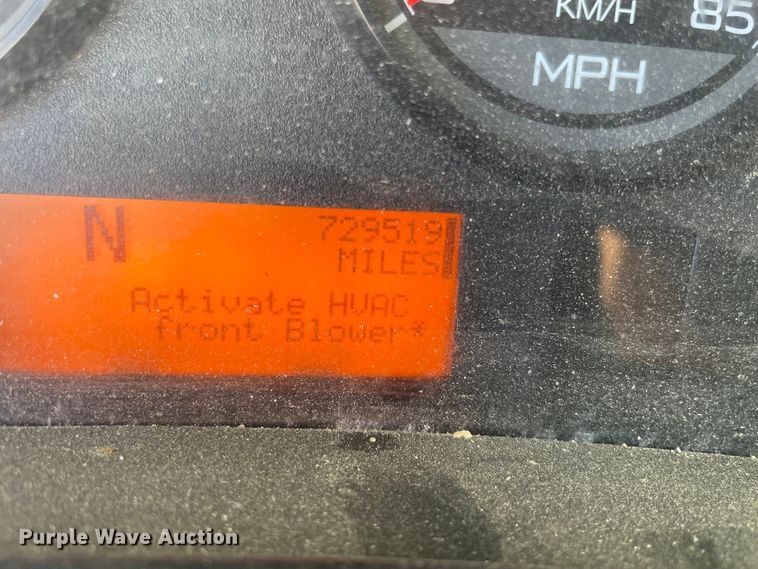 KM/H
85
MPH
N
729519
MILES
Activate HVAC
front Blower*
Purple Wave Auction